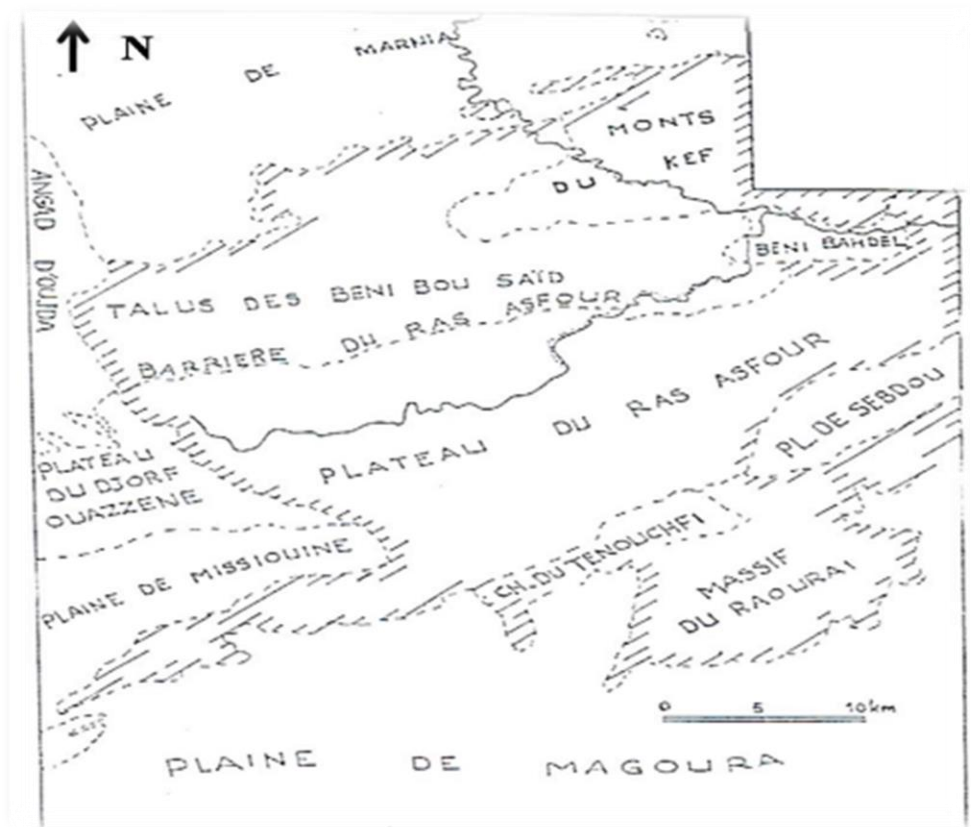 N
PLAINE DE MARNIA
MONTS
DU KEF
ANGAD D'OUJDA
BENI BAHDEL
TALUS DES BENI BOU SAÏD
BARRIERE DU RAS ASFOUR
PLATEAU DU RAS ASFOUR
PL. DE SEBDOU
PLATEAU
DU DJORF
OUAZZENE
PLAINE DE MISSIOUINE
CH. DU TENOUCHFI
MASSIF
DU RAOURAI
0 5 10 km
PLAINE DE MAGOURA